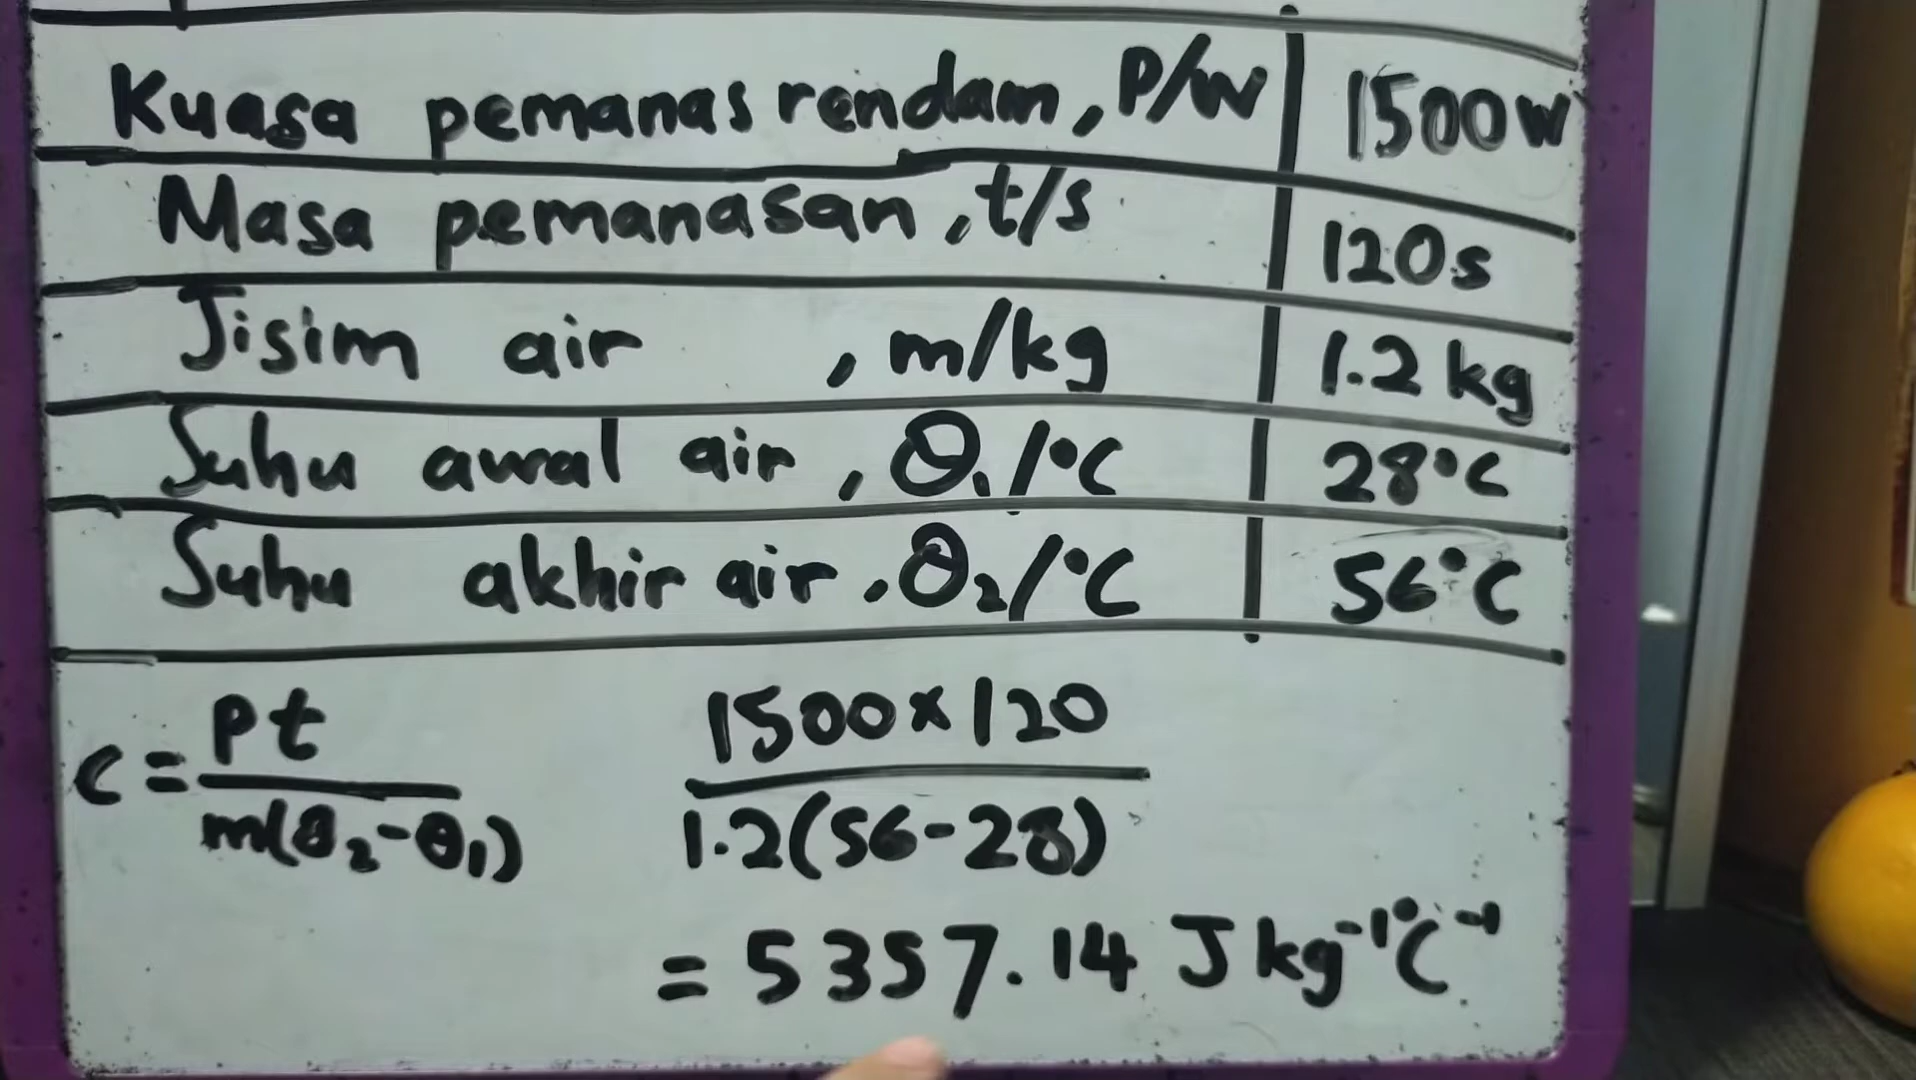 Kuasa pemanas rendam, P/W 1500W
Masa pemanasan, t/s 120s
Jisim air, m/kg 1.2 kg
Suhu awal air, θ₁/°C 28°C
Suhu akhir air, θ₂/°C 56°C
c = Pt / m(θ₂-θ₁) 1500×120 / 1.2(56-28)
= 5357.14 J kg⁻¹°C⁻¹